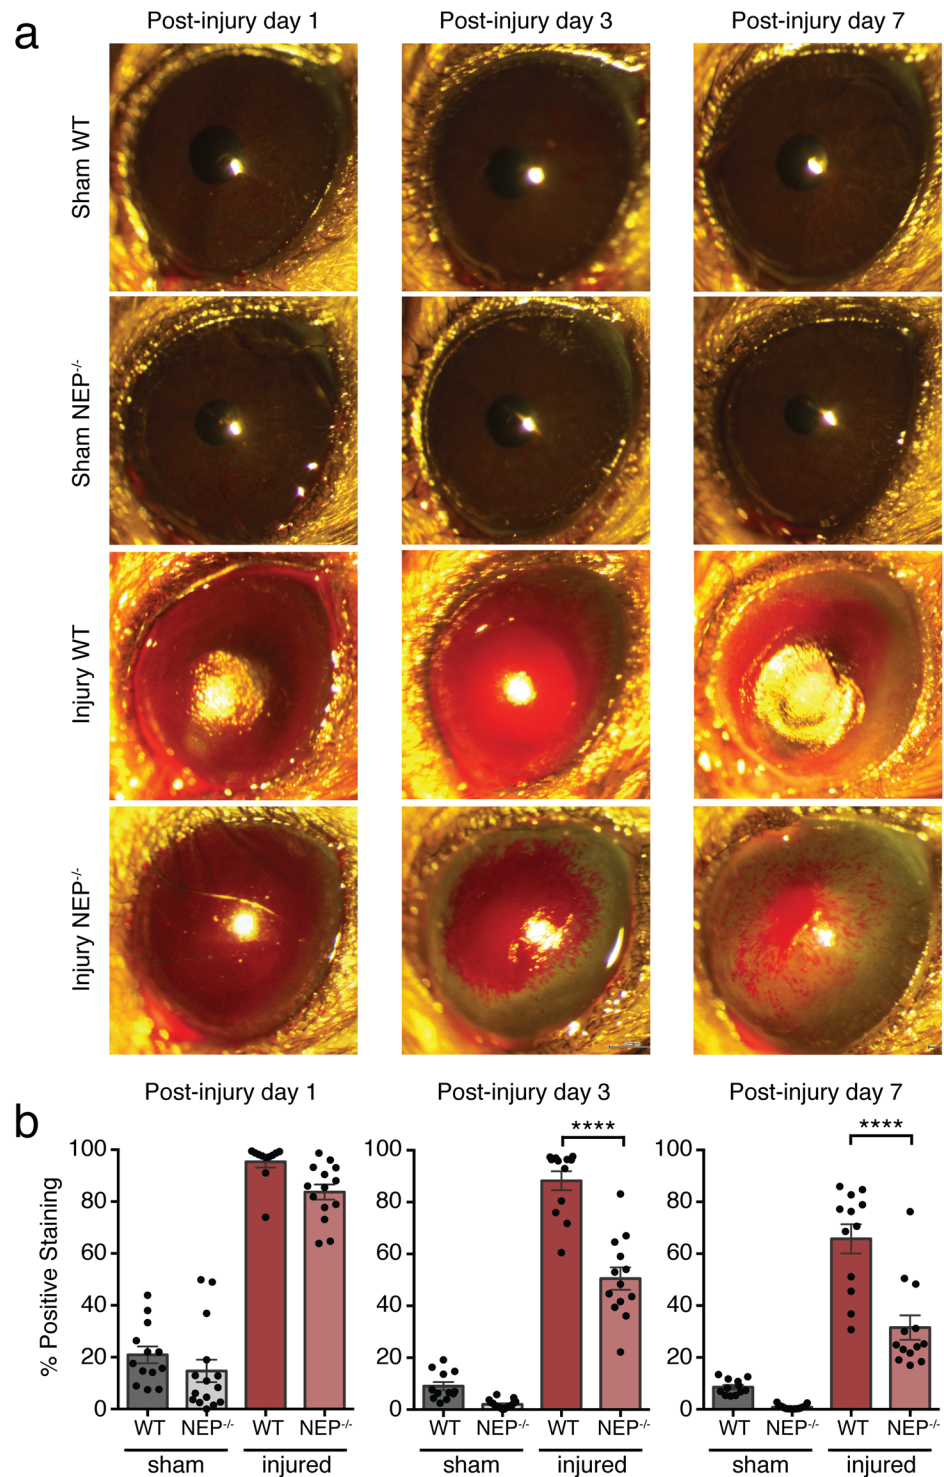 a
Post-injury day 1 Post-injury day 3 Post-injury day 7
Sham WT
Sham NEP-/-
Injury WT
Injury NEP-/-
b
Post-injury day 1 Post-injury day 3 Post-injury day 7
**** ****
% Positive Staining
100 100 100
80 80 80
60 60 60
40 40 40
20 20 20
0 0 0
WT NEP-/- WT NEP-/- WT NEP-/- WT NEP-/- WT NEP-/- WT NEP-/-
sham injured sham injured sham injured